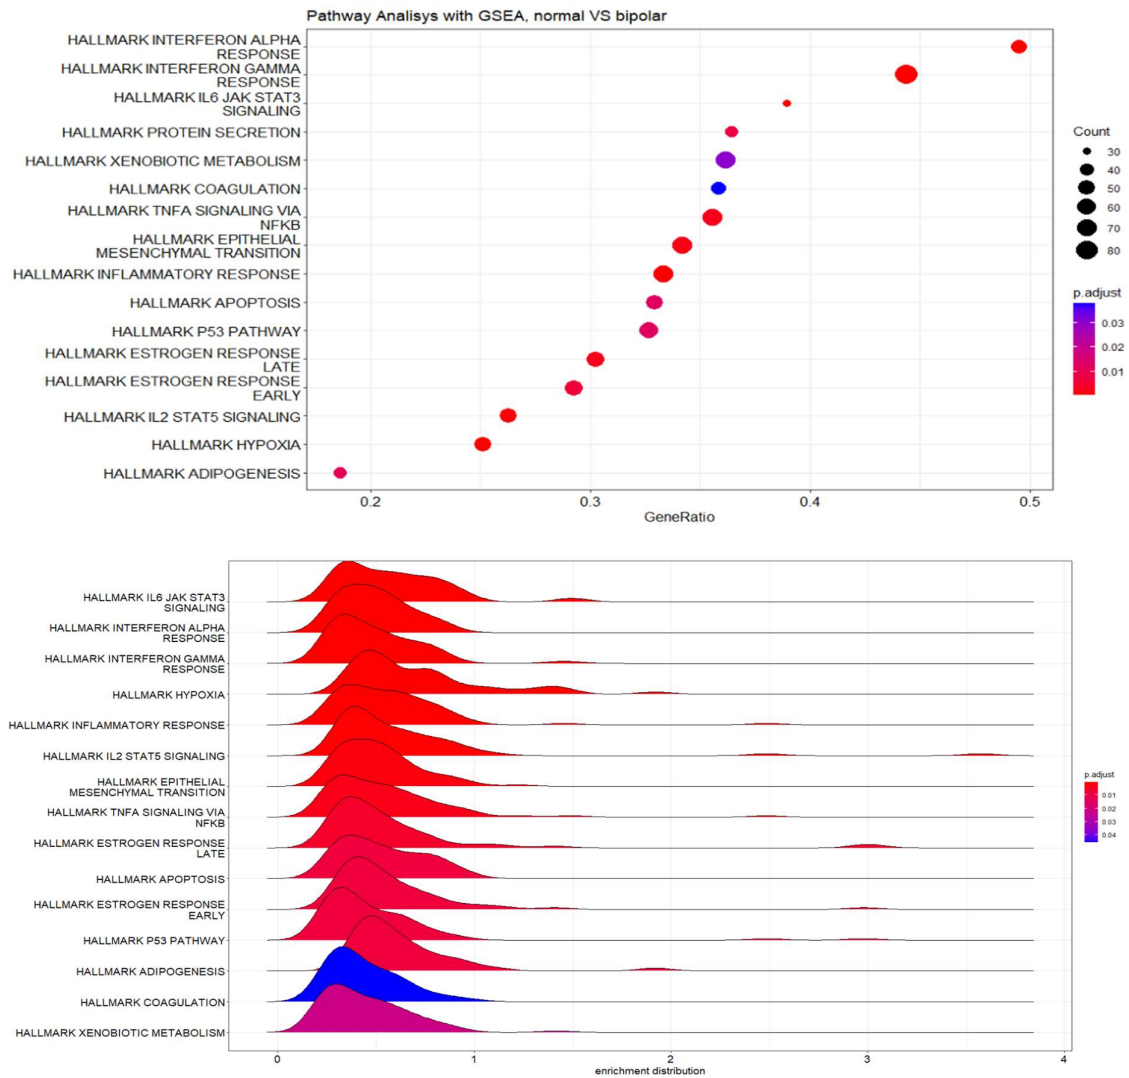 Pathway Analisys with GSEA, normal VS bipolar
HALLMARK INTERFERON ALPHA
RESPONSE
HALLMARK INTERFERON GAMMA
RESPONSE
HALLMARK IL6 JAK STAT3
SIGNALING
HALLMARK PROTEIN SECRETION
HALLMARK XENOBIOTIC METABOLISM
HALLMARK COAGULATION
HALLMARK TNFA SIGNALING VIA
NFKB
HALLMARK EPITHELIAL
MESENCHYMAL TRANSITION
HALLMARK INFLAMMATORY RESPONSE
HALLMARK APOPTOSIS
HALLMARK P53 PATHWAY
HALLMARK ESTROGEN RESPONSE
LATE
HALLMARK ESTROGEN RESPONSE
EARLY
HALLMARK IL2 STAT5 SIGNALING
HALLMARK HYPOXIA
HALLMARK ADIPOGENESIS
0.2 0.3 0.4 0.5
GeneRatio
Count
30
40
50
60
70
80
p.adjust
0.03
0.02
0.01
HALLMARK IL6 JAK STAT3
SIGNALING
HALLMARK INTERFERON ALPHA
RESPONSE
HALLMARK INTERFERON GAMMA
RESPONSE
HALLMARK HYPOXIA
HALLMARK INFLAMMATORY RESPONSE
HALLMARK IL2 STAT5 SIGNALING
HALLMARK EPITHELIAL
MESENCHYMAL TRANSITION
HALLMARK TNFA SIGNALING VIA
NFKB
HALLMARK ESTROGEN RESPONSE
LATE
HALLMARK APOPTOSIS
HALLMARK ESTROGEN RESPONSE
EARLY
HALLMARK P53 PATHWAY
HALLMARK ADIPOGENESIS
HALLMARK COAGULATION
HALLMARK XENOBIOTIC METABOLISM
0 1 2 3 4
enrichment distribution
p.adjust
0.01
0.02
0.03
0.04